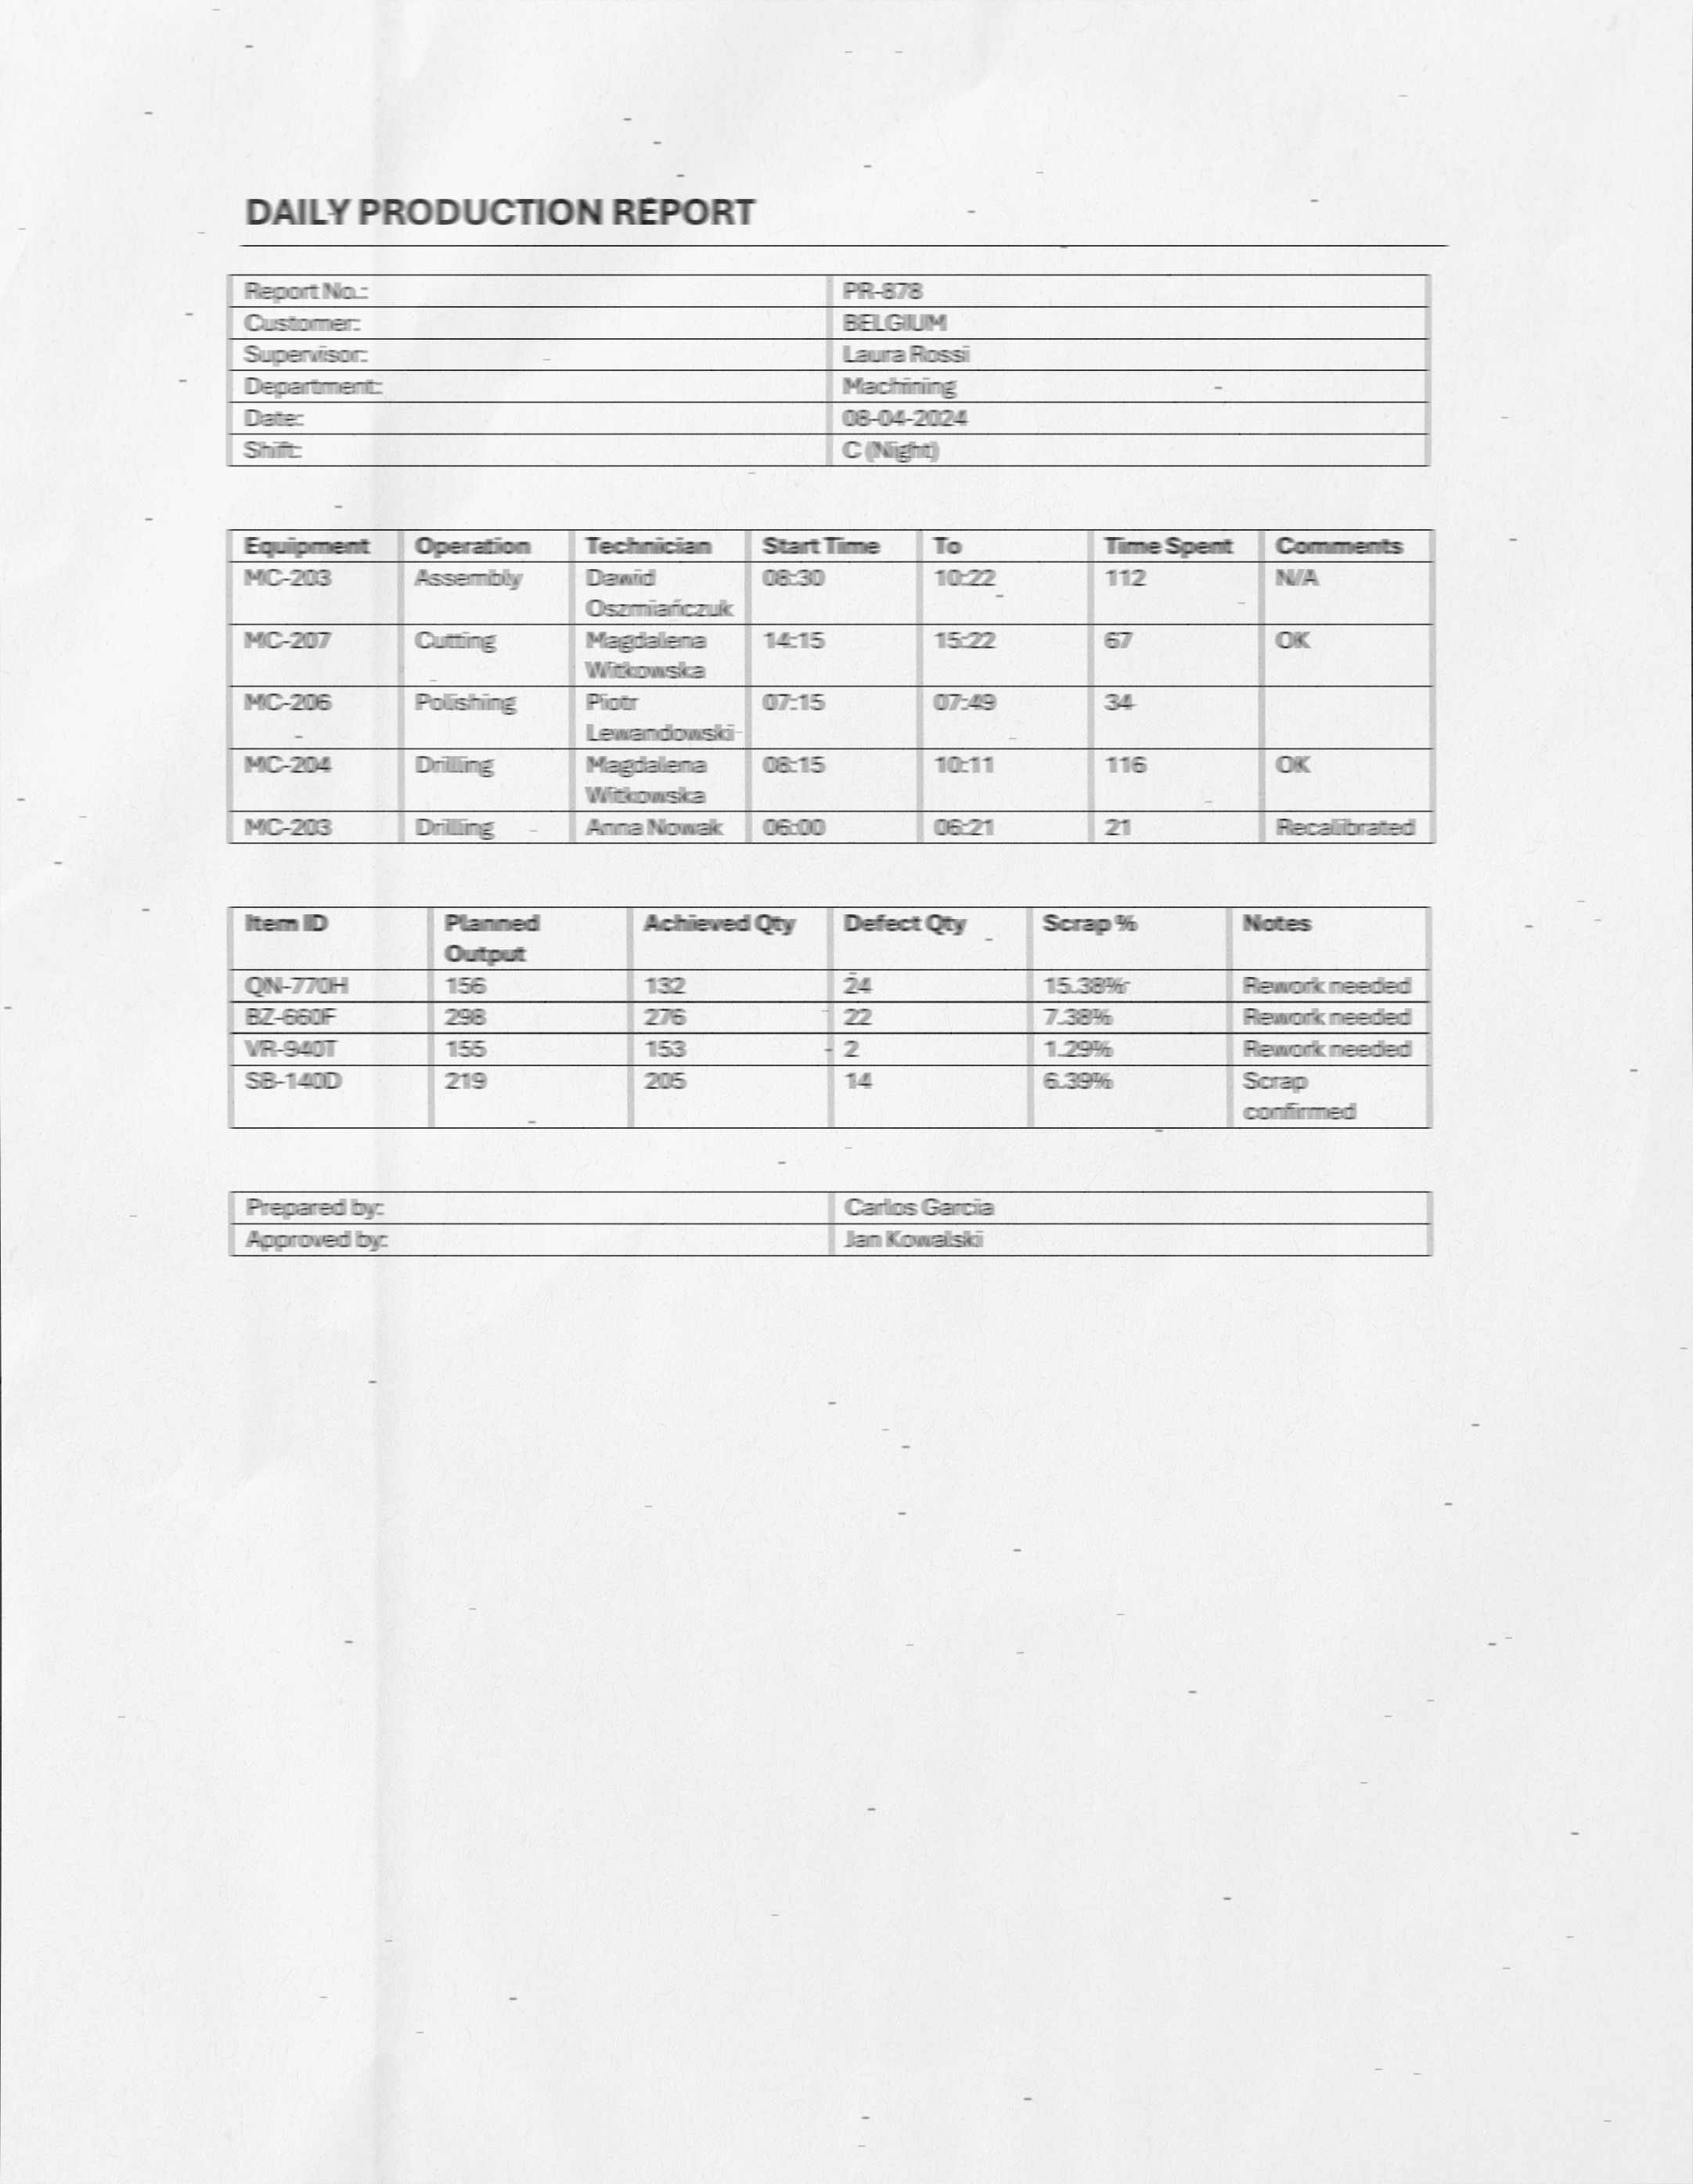 DAILY PRODUCTION REPORT
Report No.: PR-878
Customer: BELGIUM
Supervisor: Laura Rossi
Department: Machining
Date: 08-04-2024
Shift: C (Night)
Equipment Operation Technician Start Time To Time Spent Comments
MC-203 Assembly Dawid 08:30 10:22 112 N/A
Oszmiańczuk
MC-207 Cutting Magdalena 14:15 15:22 67 OK
Witkowska
MC-206 Polishing Piotr 07:15 07:49 34
Lewandowski
MC-204 Drilling Magdalena 08:15 10:11 116 OK
Witkowska
MC-203 Drilling Anna Nowak 06:00 06:21 21 Recalibrated
Item ID Planned Achieved Qty Defect Qty Scrap % Notes
Output
QN-770H 156 132 24 15.38% Rework needed
BZ-660F 298 276 22 7.38% Rework needed
VR-940T 155 153 2 1.29% Rework needed
SB-140D 219 205 14 6.39% Scrap
confirmed
Prepared by: Carlos Garcia
Approved by: Jan Kowalski